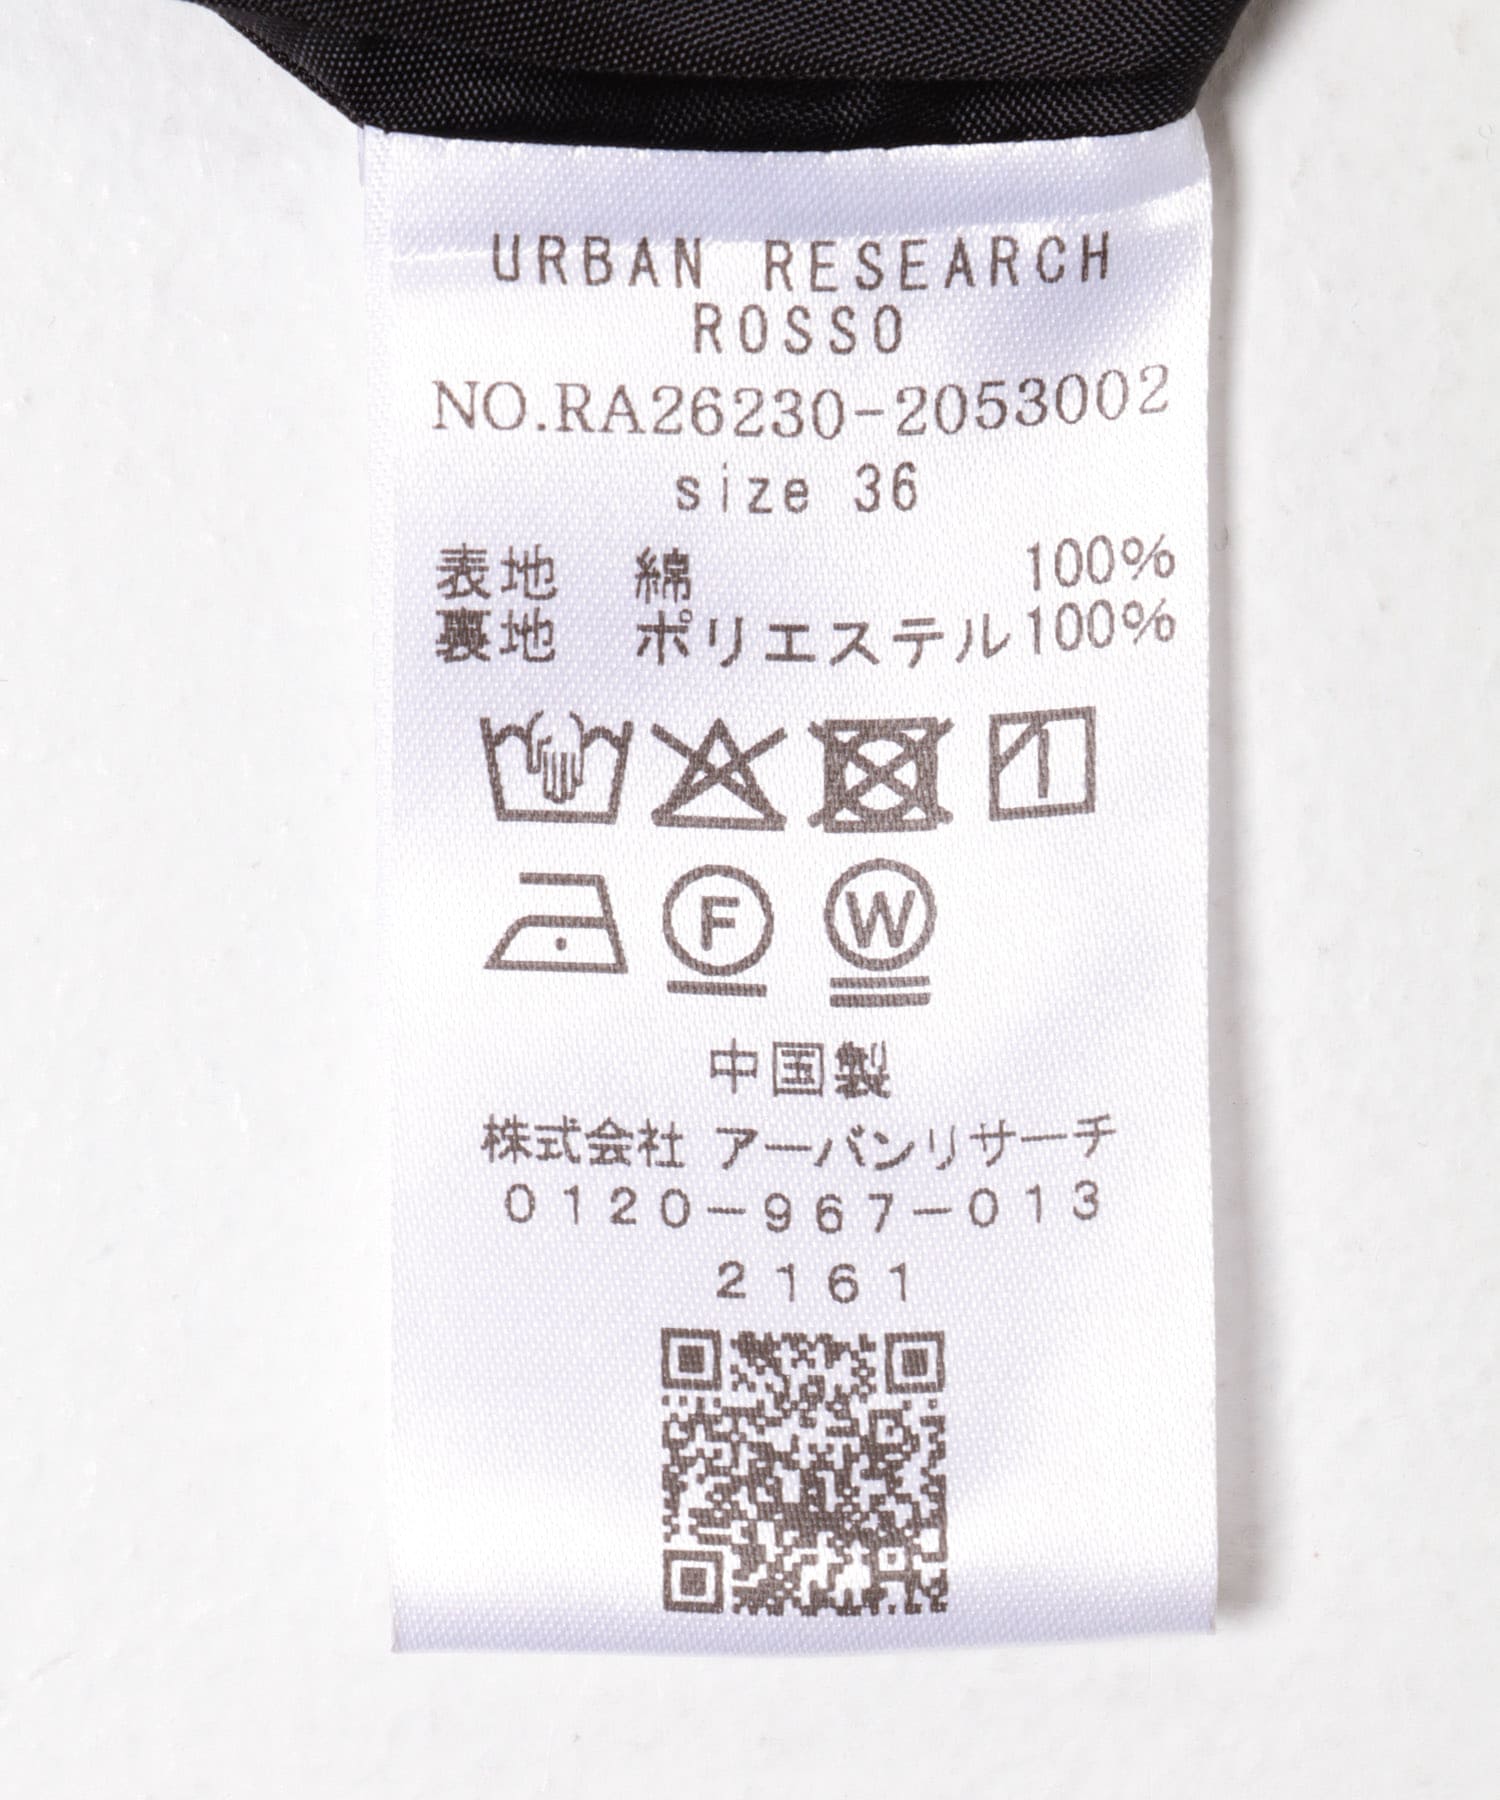 URBAN RESEARCH
ROSSO
NO.RA26230-2053002
size 36
表地 綿 100%
裏地 ポリエステル100%
F W
中国製
株式会社 アーバンリサーチ
0120-967-013
2161